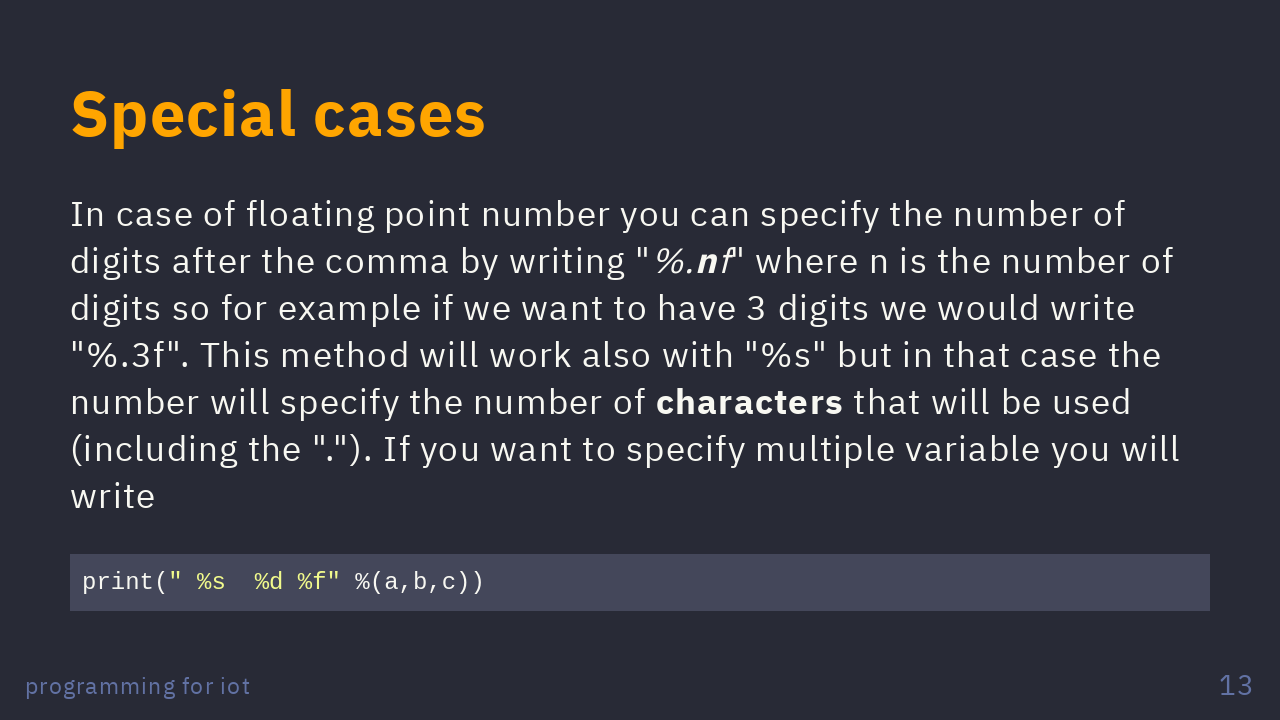 Special cases
In case of floating point number you can specify the number of
digits after the comma by writing "%.nf" where n is the number of
digits so for example if we want to have 3 digits we would write
"%.3f". This method will work also with "%s" but in that case the
number will specify the number of characters that will be used
(including the "."). If you want to specify multiple variable you will
write
print(" %s  %d %f" %(a,b,c))
programming for iot
13